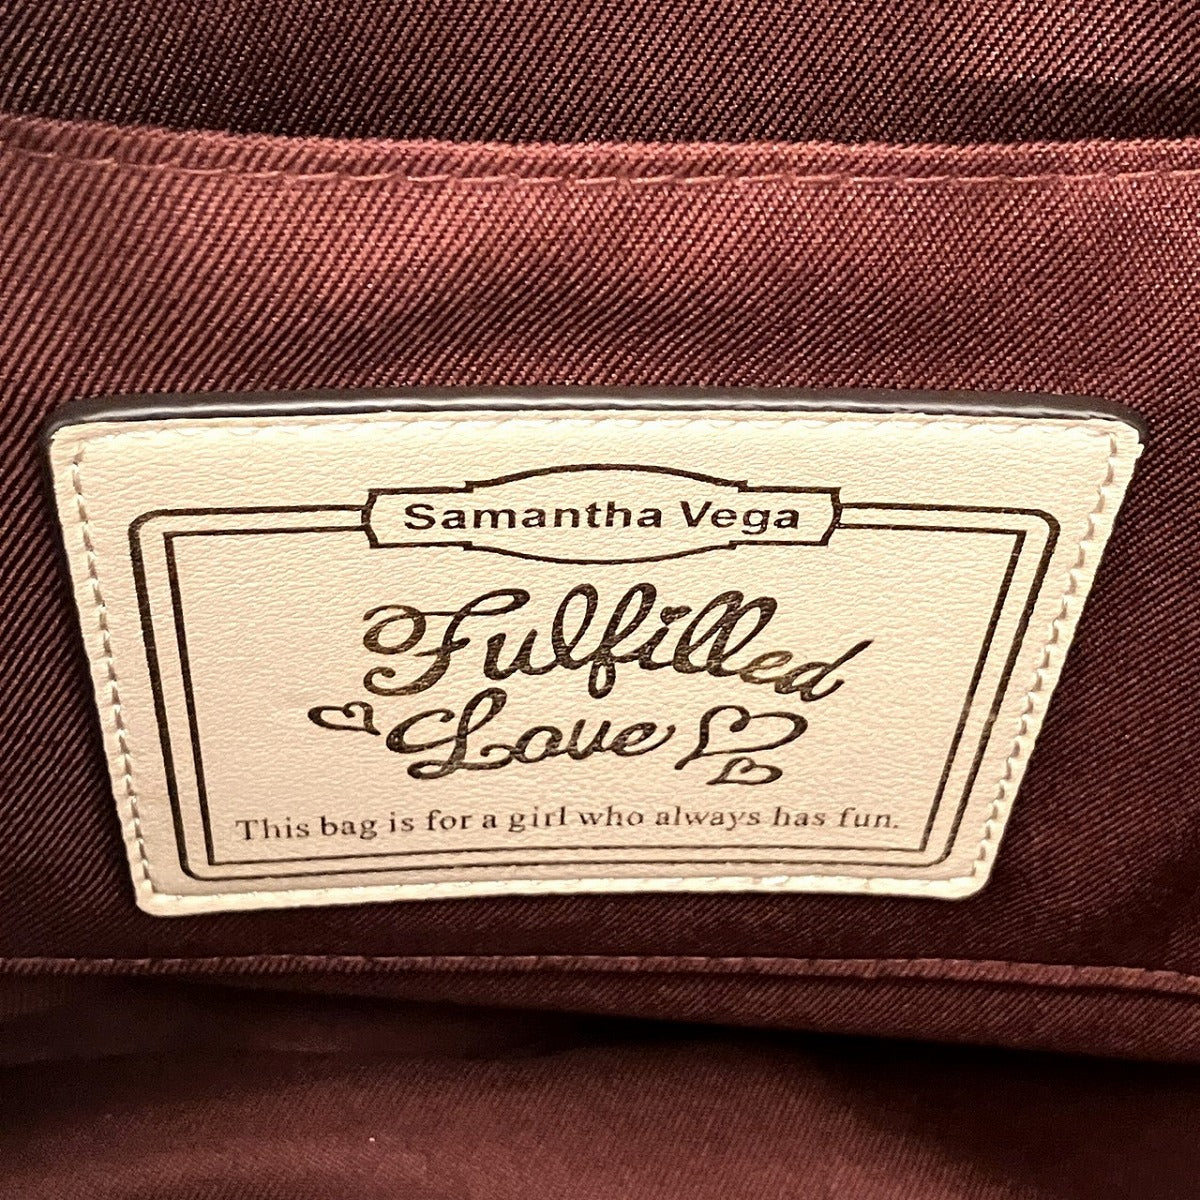 Samantha Vega
Fulfilled
Love
This bag is for a girl who always has fun.